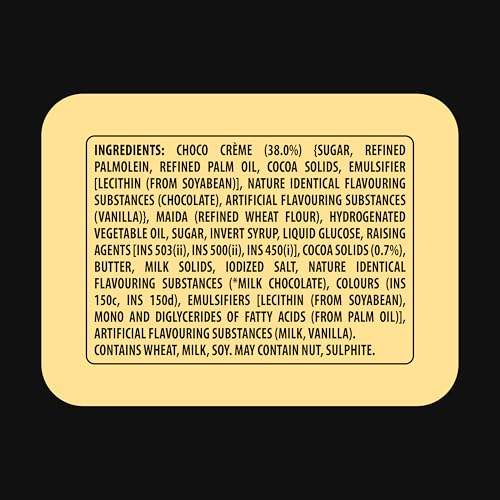 INGREDIENTS: CHOCO CRÈME (38.0%) {SUGAR, REFINED
PALMOLEIN, REFINED PALM OIL, COCOA SOLIDS, EMULSIFIER
[LECITHIN (FROM SOYABEAN)], NATURE IDENTICAL FLAVOURING
SUBSTANCES (CHOCOLATE), ARTIFICIAL FLAVOURING SUBSTANCES
(VANILLA)}, MAIDA (REFINED WHEAT FLOUR), HYDROGENATED
VEGETABLE OIL, SUGAR, INVERT SYRUP, LIQUID GLUCOSE, RAISING
AGENTS [INS 503(ii), INS 500(ii), INS 450(i)], COCOA SOLIDS (0.7%),
BUTTER, MILK SOLIDS, IODIZED SALT, NATURE IDENTICAL
FLAVOURING SUBSTANCES (*MILK CHOCOLATE), COLOURS (INS
150c, INS 150d), EMULSIFIERS [LECITHIN (FROM SOYABEAN),
MONO AND DIGLYCERIDES OF FATTY ACIDS (FROM PALM OIL)],
ARTIFICIAL FLAVOURING SUBSTANCES (MILK, VANILLA).
CONTAINS WHEAT, MILK, SOY. MAY CONTAIN NUT, SULPHITE.